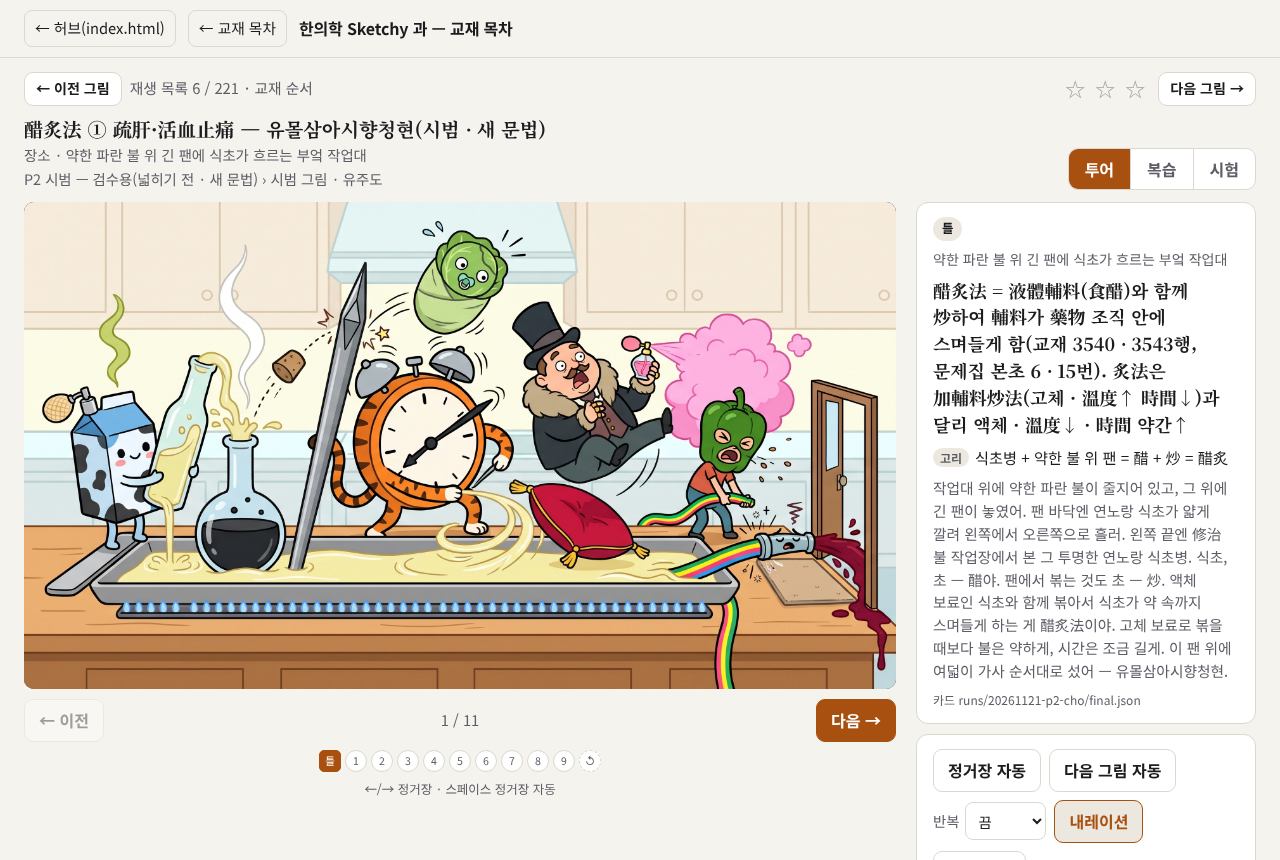 ← 허브(index.html)
← 교재 목차
한의학 Sketchy 과 — 교재 목차
← 이전 그림
재생 목록 6 / 221 · 교재 순서
☆ ☆ ☆
다음 그림 →
醋炙法 ① 疏肝·活血止痛 — 유몰삼아시향청현(시범 · 새 문법)
장소 · 약한 파란 불 위 긴 팬에 식초가 흐르는 부엌 작업대
P2 시범 — 검수용(넓히기 전 · 새 문법) › 시범 그림 · 유주도
투어
복습
시험
← 이전
1 / 11
다음 →
틀 1 2 3 4 5 6 7 8 9 ↺
←/→ 정거장 · 스페이스 정거장 자동
틀
약한 파란 불 위 긴 팬에 식초가 흐르는 부엌 작업대
醋炙法 = 液體輔料(食醋)와 함께
炒하여 輔料가 藥物 조직 안에
스며들게 함(교재 3540 · 3543행,
문제집 본초 6 · 15번). 炙法은
加輔料炒法(고체 · 溫度↑ 時間↓)과
달리 액체 · 溫度↓ · 時間 약간↑
고리 식초병 + 약한 불 위 팬 = 醋 + 炒 = 醋炙
작업대 위에 약한 파란 불이 줄지어 있고, 그 위에
긴 팬이 놓였어. 팬 바닥엔 연노랑 식초가 얇게
깔려 왼쪽에서 오른쪽으로 흘러. 왼쪽 끝엔 修治
불 작업장에서 본 그 투명한 연노랑 식초병. 식초,
초 — 醋야. 팬에서 볶는 것도 초 — 炒. 액체
보료인 식초와 함께 볶아서 식초가 약 속까지
스며들게 하는 게 醋炙法이야. 고체 보료로 볶을
때보다 불은 약하게, 시간은 조금 길게. 이 팬 위에
여덟이 가사 순서대로 섰어 — 유몰삼아시향청현.
카드 runs/20261121-p2-cho/final.json
정거장 자동
다음 그림 자동
반복
끔
내레이션